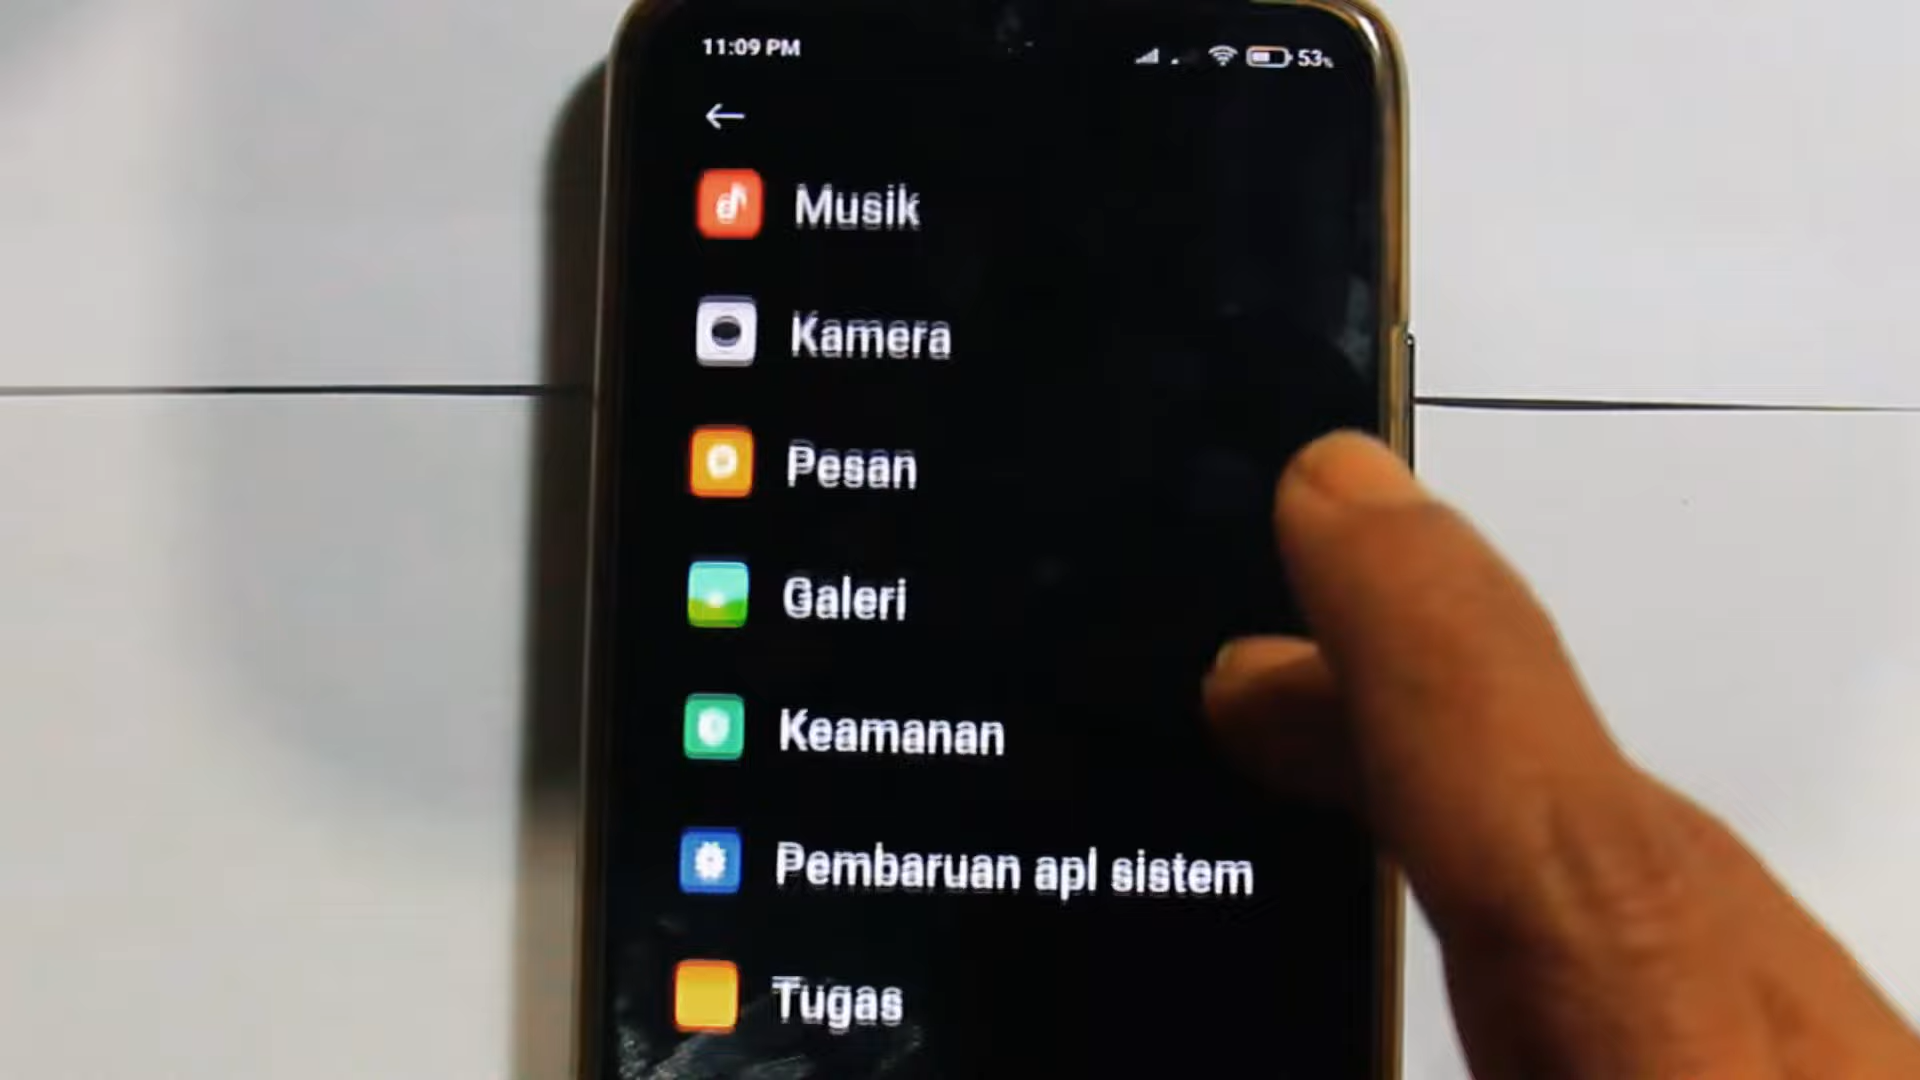 11:09 PM
53%
Musik
Kamera
Pesan
Galeri
Keamanan
Pembaruan apl sistem
Tugas